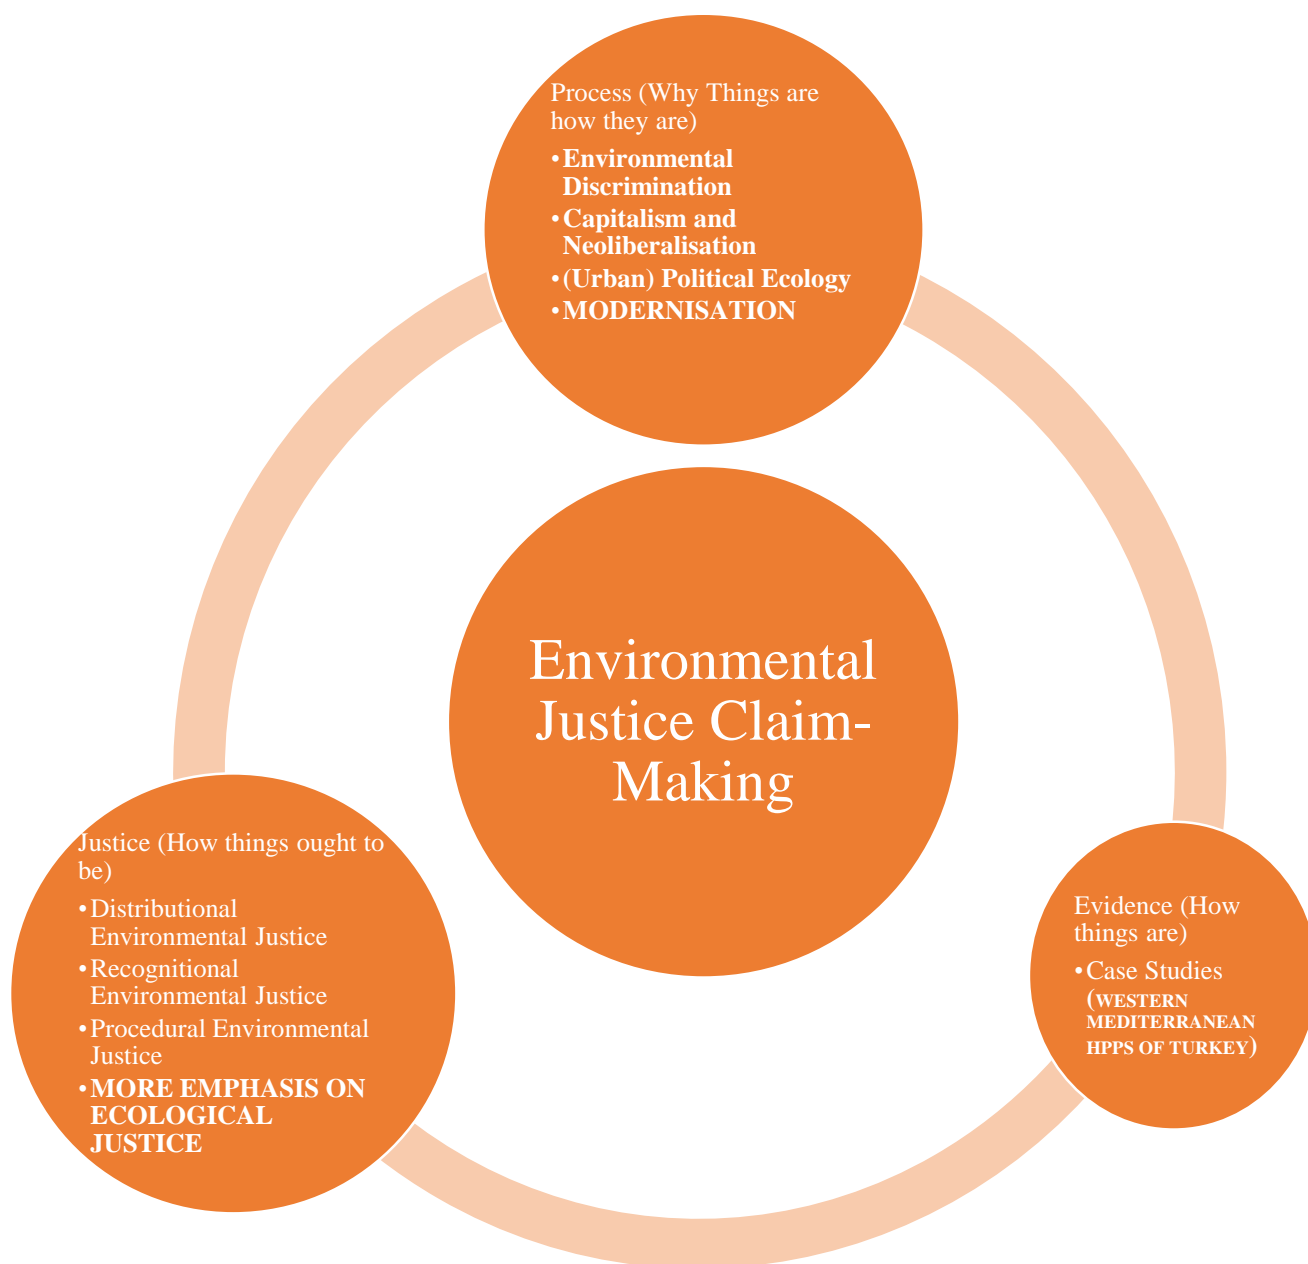 Process (Why Things are
how they are)
•Environmental
Discrimination
•Capitalism and
Neoliberalisation
•(Urban) Political Ecology
•MODERNISATION
Environmental
Justice Claim-
Making
Justice (How things ought to
be)
•Distributional
Environmental Justice
•Recognitional
Environmental Justice
•Procedural Environmental
Justice
•MORE EMPHASIS ON
ECOLOGICAL
JUSTICE
Evidence (How
things are)
•Case Studies
(WESTERN
MEDITERRANEAN
HPPS OF TURKEY)